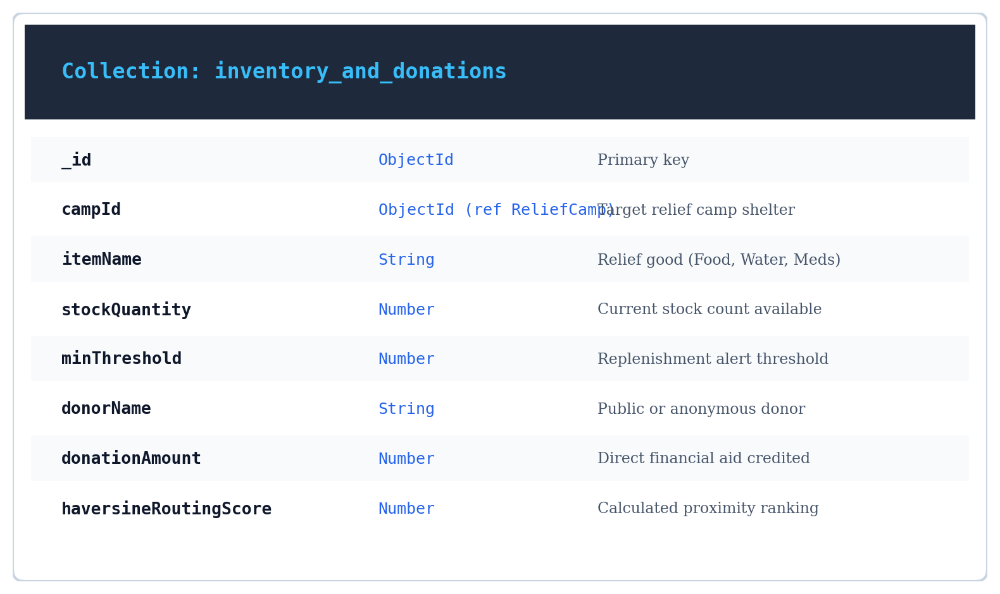 Collection: inventory_and_donations
_id ObjectId Primary key
campId ObjectId (ref ReliefCamp) Target relief camp shelter
itemName String Relief good (Food, Water, Meds)
stockQuantity Number Current stock count available
minThreshold Number Replenishment alert threshold
donorName String Public or anonymous donor
donationAmount Number Direct financial aid credited
haversineRoutingScore Number Calculated proximity ranking